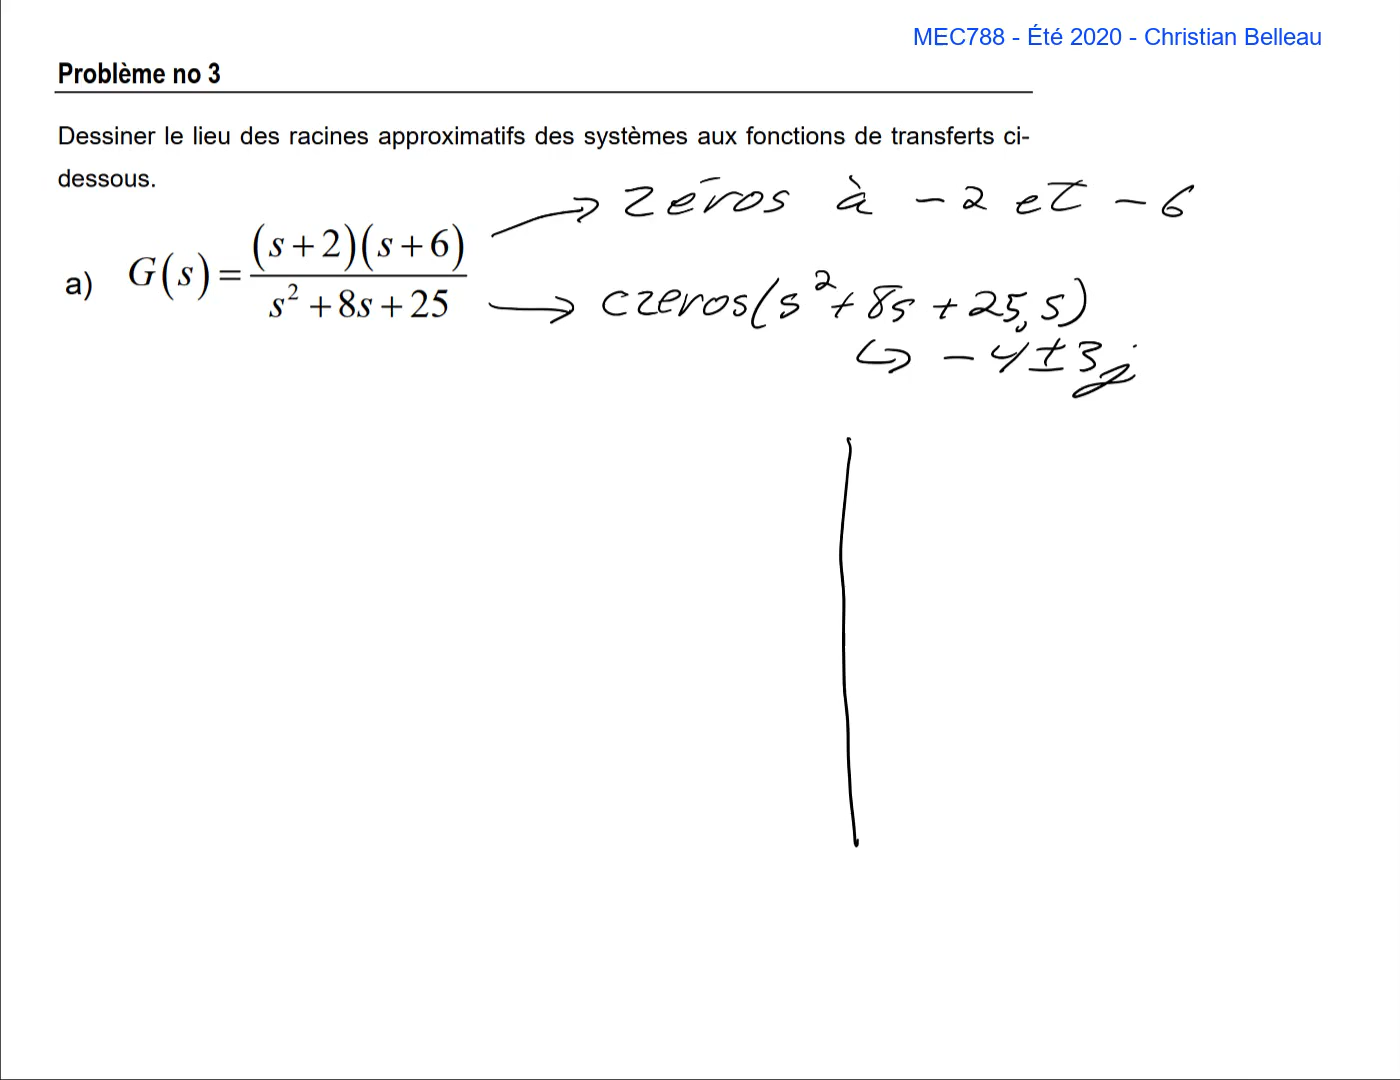 MEC788 - Été 2020 - Christian Belleau
Problème no 3
Dessiner le lieu des racines approximatifs des systèmes aux fonctions de transferts ci-
dessous.
→ zéros à -2 et -6
a) G(s) = (s+2)(s+6) / (s² + 8s + 25)
→ czeros(s² + 8s + 25, s)
↪ -4 ± 3j